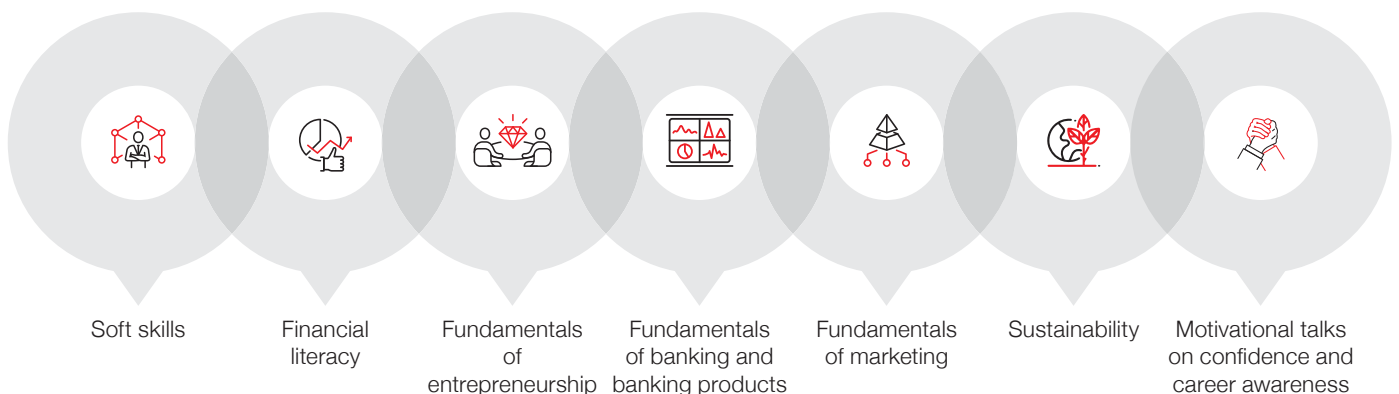 Soft skills
Financial
literacy
Fundamentals
of
entrepreneurship
Fundamentals
of banking and
banking products
Fundamentals
of marketing
Sustainability
Motivational talks
on confidence and
career awareness